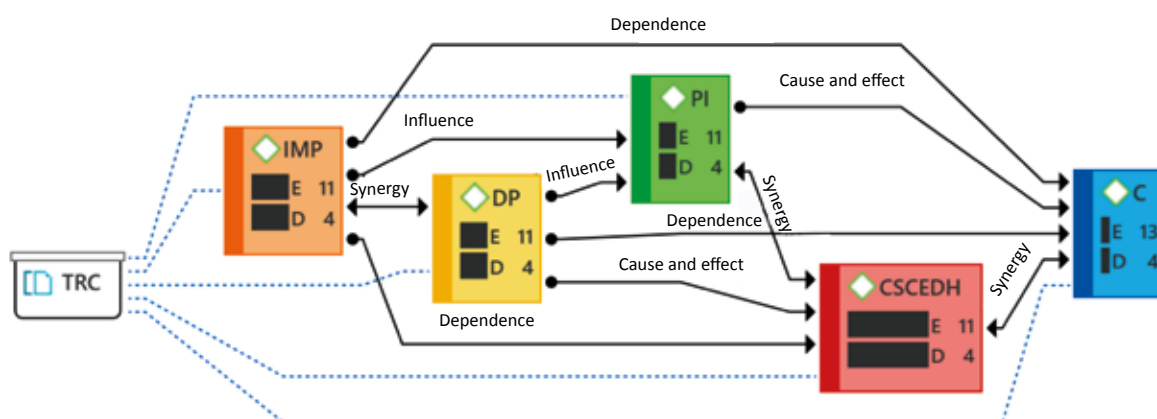 Dependence
Cause and effect
PI
E 11
D 4
Influence
IMP
E 11
D 4
Synergy
Influence
DP
E 11
D 4
Synergy
Dependence
C
E 13
D 4
Cause and effect
TRC
CSCEDH
E 11
D 4
Synergy
Dependence